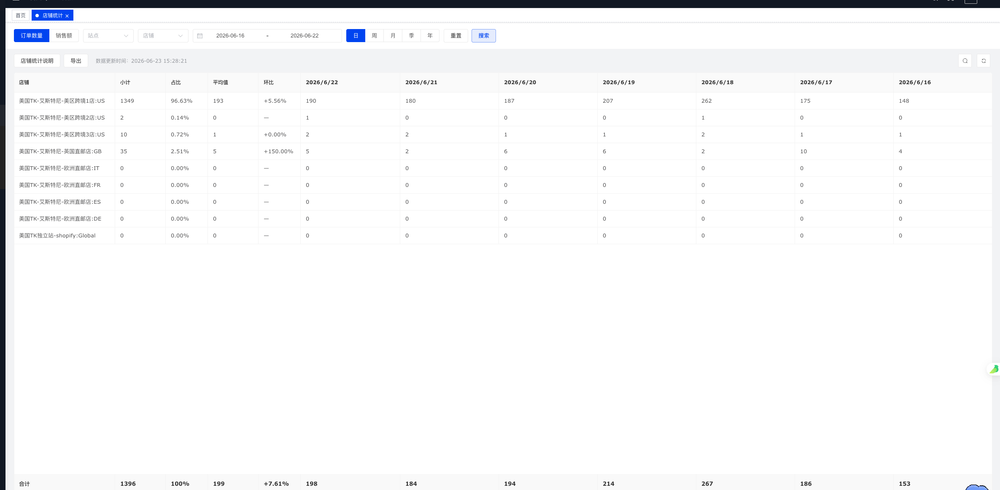 首页 店铺统计 ×
订单数量 销售额 站点 店铺 2026-06-16 - 2026-06-22 日 周 月 季 年 重置 搜索
店铺统计说明 导出 数据更新时间: 2026-06-23 15:28:21
店铺 小计 占比 平均值 环比 2026/6/22 2026/6/21 2026/6/20 2026/6/19 2026/6/18 2026/6/17 2026/6/16
美国TK-艾斯特尼-美区跨境1店:US 1349 96.63% 193 +5.56% 190 180 187 207 262 175 148
美国TK-艾斯特尼-美区跨境2店:US 2 0.14% 0 — 1 0 0 0 1 0 0
美国TK-艾斯特尼-美区跨境3店:US 10 0.72% 1 +0.00% 2 2 1 1 2 1 1
美国TK-艾斯特尼-英国直邮店:GB 35 2.51% 5 +150.00% 5 2 6 6 2 10 4
美国TK-艾斯特尼-欧洲直邮店:IT 0 0.00% 0 — 0 0 0 0 0 0 0
美国TK-艾斯特尼-欧洲直邮店:FR 0 0.00% 0 — 0 0 0 0 0 0 0
美国TK-艾斯特尼-欧洲直邮店:ES 0 0.00% 0 — 0 0 0 0 0 0 0
美国TK-艾斯特尼-欧洲直邮店:DE 0 0.00% 0 — 0 0 0 0 0 0 0
美国TK独立站-shopify:Global 0 0.00% 0 — 0 0 0 0 0 0 0
合计 1396 100% 199 +7.61% 198 184 194 214 267 186 153